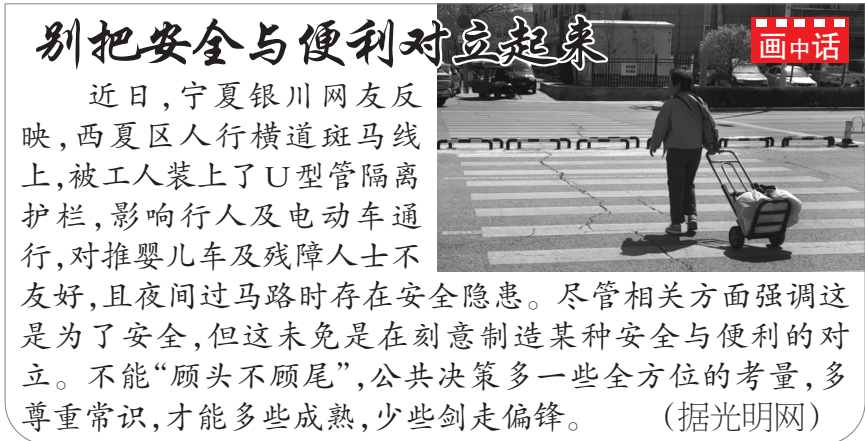 别把安全与便利对立起来
画中话
近日,宁夏银川网友反
映,西夏区人行横道斑马线
上,被工人装上了U型管隔离
护栏,影响行人及电动车通
行,对推婴儿车及残障人士不
友好,且夜间过马路时存在安全隐患。尽管相关方面强调这
是为了安全,但这未免是在刻意制造某种安全与便利的对
立。不能“顾头不顾尾”,公共决策多一些全方位的考量,多
尊重常识,才能多些成熟,少些剑走偏锋。 (据光明网)